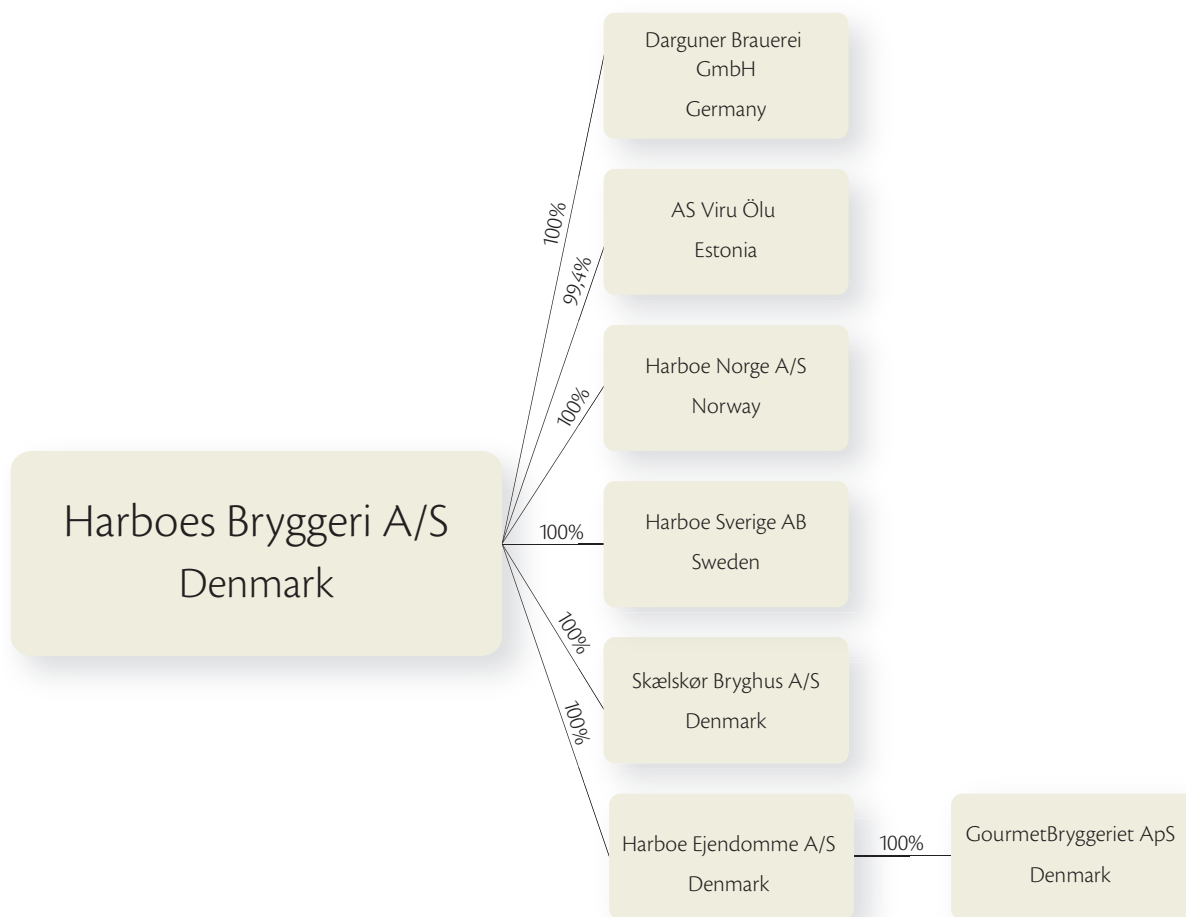 Darguner Brauerei
GmbH
Germany
100%
AS Viru Ölu
Estonia
99,4%
Harboe Norge A/S
Norway
100%
Harboes Bryggeri A/S
Denmark
100%
Harboe Sverige AB
Sweden
100%
Skælskør Bryghus A/S
Denmark
100%
Harboe Ejendomme A/S
Denmark
100%
GourmetBryggeriet ApS
Denmark